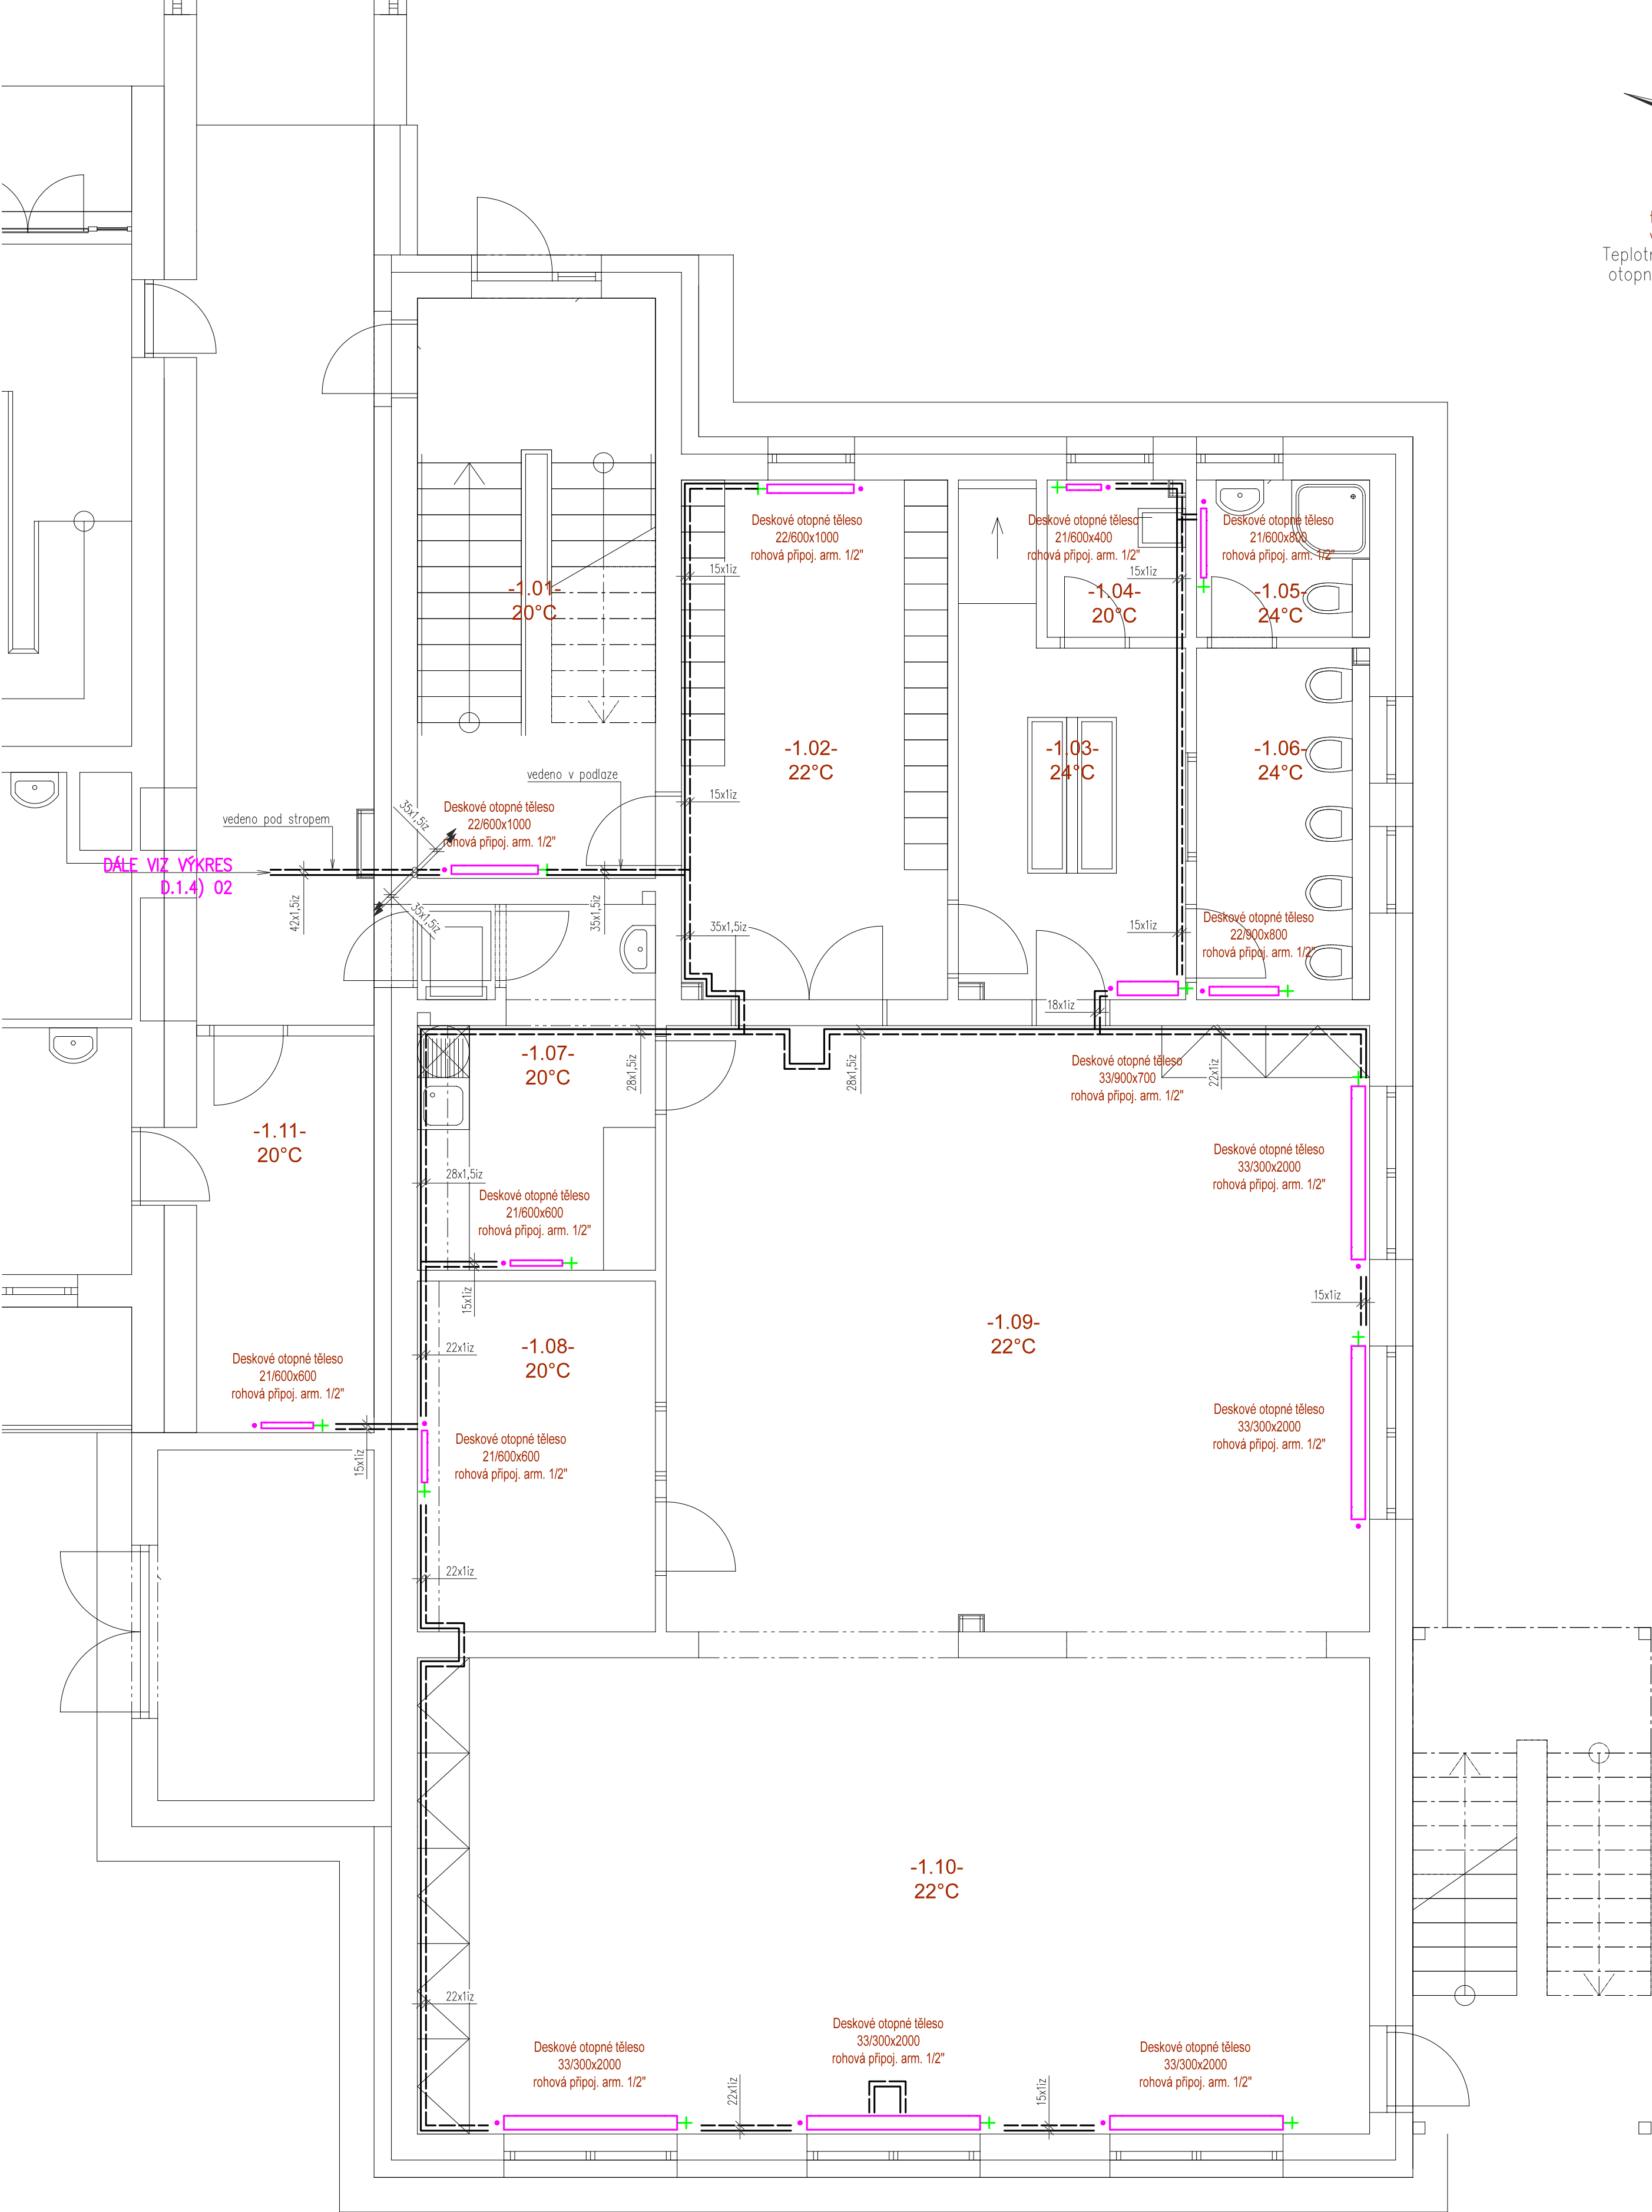 Deskové otopné těleso
22/600x1000
rohová připoj. arm. 1/2"
Deskové otopné těleso
21/600x400
rohová připoj. arm. 1/2"
Deskové otopné těleso
21/600x800
rohová připoj. arm. 1/2"
15x1iz
15x1iz
-1.01-
20°C
-1.04-
20°C
-1.05-
24°C
-1.02-
22°C
-1.03-
24°C
-1.06-
24°C
vedeno v podlaze
15x1iz
vedeno pod stropem
35x1,5iz
Deskové otopné těleso
22/600x1000
rohová připoj. arm. 1/2"
DÁLE VIZ VÝKRES
D.1.4) 02
42x1,5iz
35x1,5iz
35x1,5iz
35x1,5iz
15x1iz
Deskové otopné těleso
22/900x800
rohová připoj. arm. 1/2"
18x1iz
-1.07-
20°C
28x1,5iz
28x1,5iz
Deskové otopné těleso
33/900x700
rohová připoj. arm. 1/2"
22x1iz
-1.11-
20°C
28x1,5iz
Deskové otopné těleso
21/600x600
rohová připoj. arm. 1/2"
Deskové otopné těleso
33/300x2000
rohová připoj. arm. 1/2"
15x1iz
15x1iz
-1.09-
22°C
22x1iz
-1.08-
20°C
Deskové otopné těleso
21/600x600
rohová připoj. arm. 1/2"
15x1iz
Deskové otopné těleso
21/600x600
rohová připoj. arm. 1/2"
Deskové otopné těleso
33/300x2000
rohová připoj. arm. 1/2"
22x1iz
-1.10-
22°C
22x1iz
Deskové otopné těleso
33/300x2000
rohová připoj. arm. 1/2"
Deskové otopné těleso
33/300x2000
rohová připoj. arm. 1/2"
Deskové otopné těleso
33/300x2000
rohová připoj. arm. 1/2"
22x1iz
15x1iz